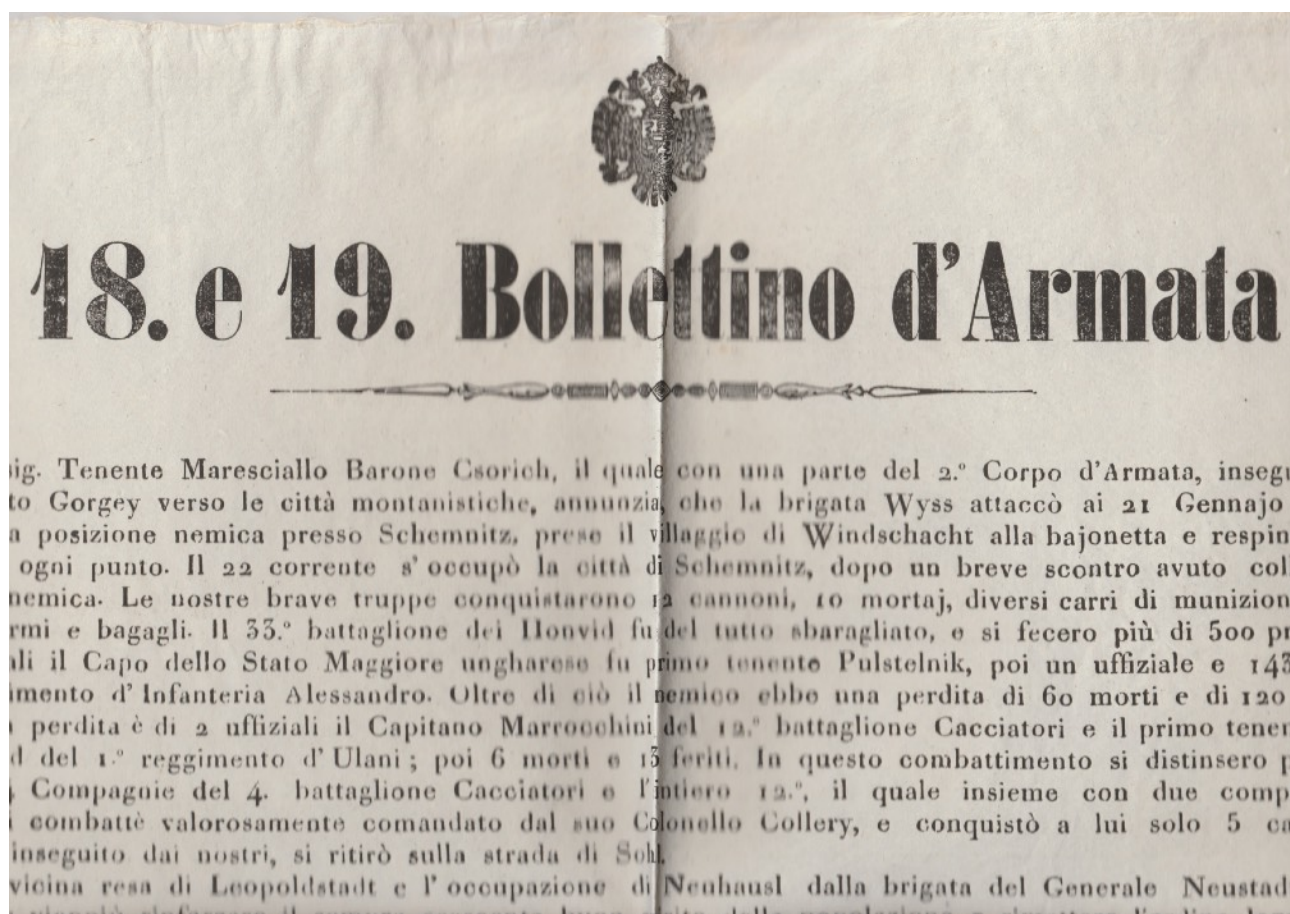 18. e 19. Bollettino d'Armata
sig. Tenente Maresciallo Barone Csorich, il quale con una parte del 2.° Corpo d'Armata, insegu
to Gorgey verso le città montanistiche, annunzia, che la brigata Wyss attaccò ai 21 Gennajo
a posizione nemica presso Schemnitz, prese il villaggio di Windschacht alla bajonetta e respin
ogni punto. Il 22 corrente s'occupò la città di Schemnitz, dopo un breve scontro avuto col
nemica. Le nostre brave truppe conquistarono 12 cannoni, 10 mortaj, diversi carri di munizion
rmi e bagagli. Il 33.° battaglione dei Honvid fu del tutto sbaragliato, e si fecero più di 500 pr
ali il Capo dello Stato Maggiore ungharese fu primo tenente Pulstelnik, poi un uffiziale e 143
imento d'Infanteria Alessandro. Oltre di ciò il nemico ebbe una perdita di 60 morti e di 120
a perdita è di 2 uffiziali il Capitano Marrocchini del 12.° battaglione Cacciatori e il primo tenen
d del 1.° reggimento d'Ulani; poi 6 morti e 13 feriti. In questo combattimento si distinsero p
Compagnie del 4. battaglione Cacciatori e l'intiero 12.°, il quale insieme con due comp
i combattè valorosamente comandato dal suo Colonello Collery, e conquistò a lui solo 5 ca
inseguito dai nostri, si ritirò sulla strada di Sohl.
vicina resa di Leopoldstadt e l'occupazione di Neuhausl dalla brigata del Generale Neustad